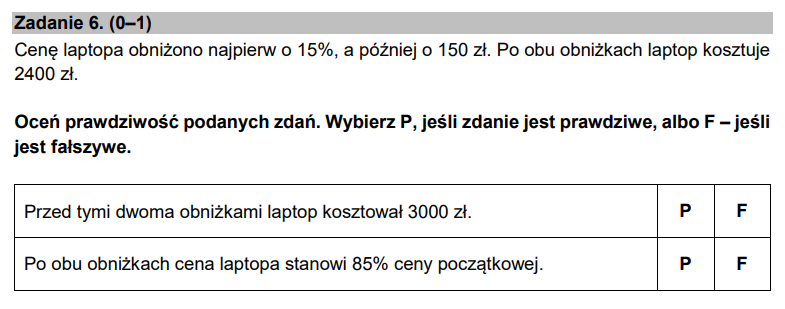 Zadanie 6. (0–1)
Cenę laptopa obniżono najpierw o 15%, a później o 150 zł. Po obu obniżkach laptop kosztuje
2400 zł.
Oceń prawdziwość podanych zdań. Wybierz P, jeśli zdanie jest prawdziwe, albo F – jeśli
jest fałszywe.
Przed tymi dwoma obniżkami laptop kosztował 3000 zł. P F
Po obu obniżkach cena laptopa stanowi 85% ceny początkowej. P F